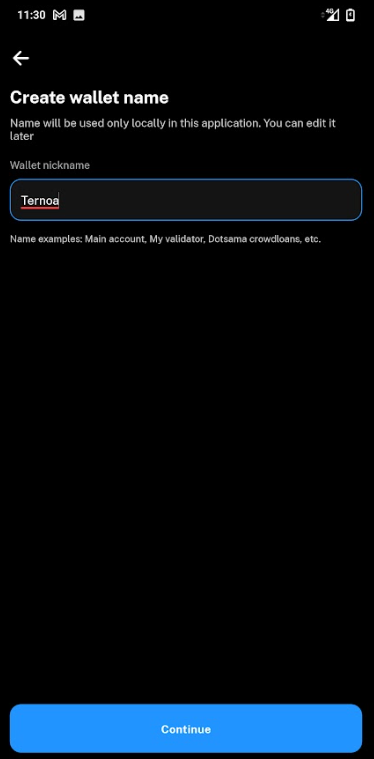 11:30
4G
Create wallet name
Name will be used only locally in this application. You can edit it
later
Wallet nickname
Ternoa
Name examples: Main account, My validator, Dotsama crowdloans, etc.
Continue